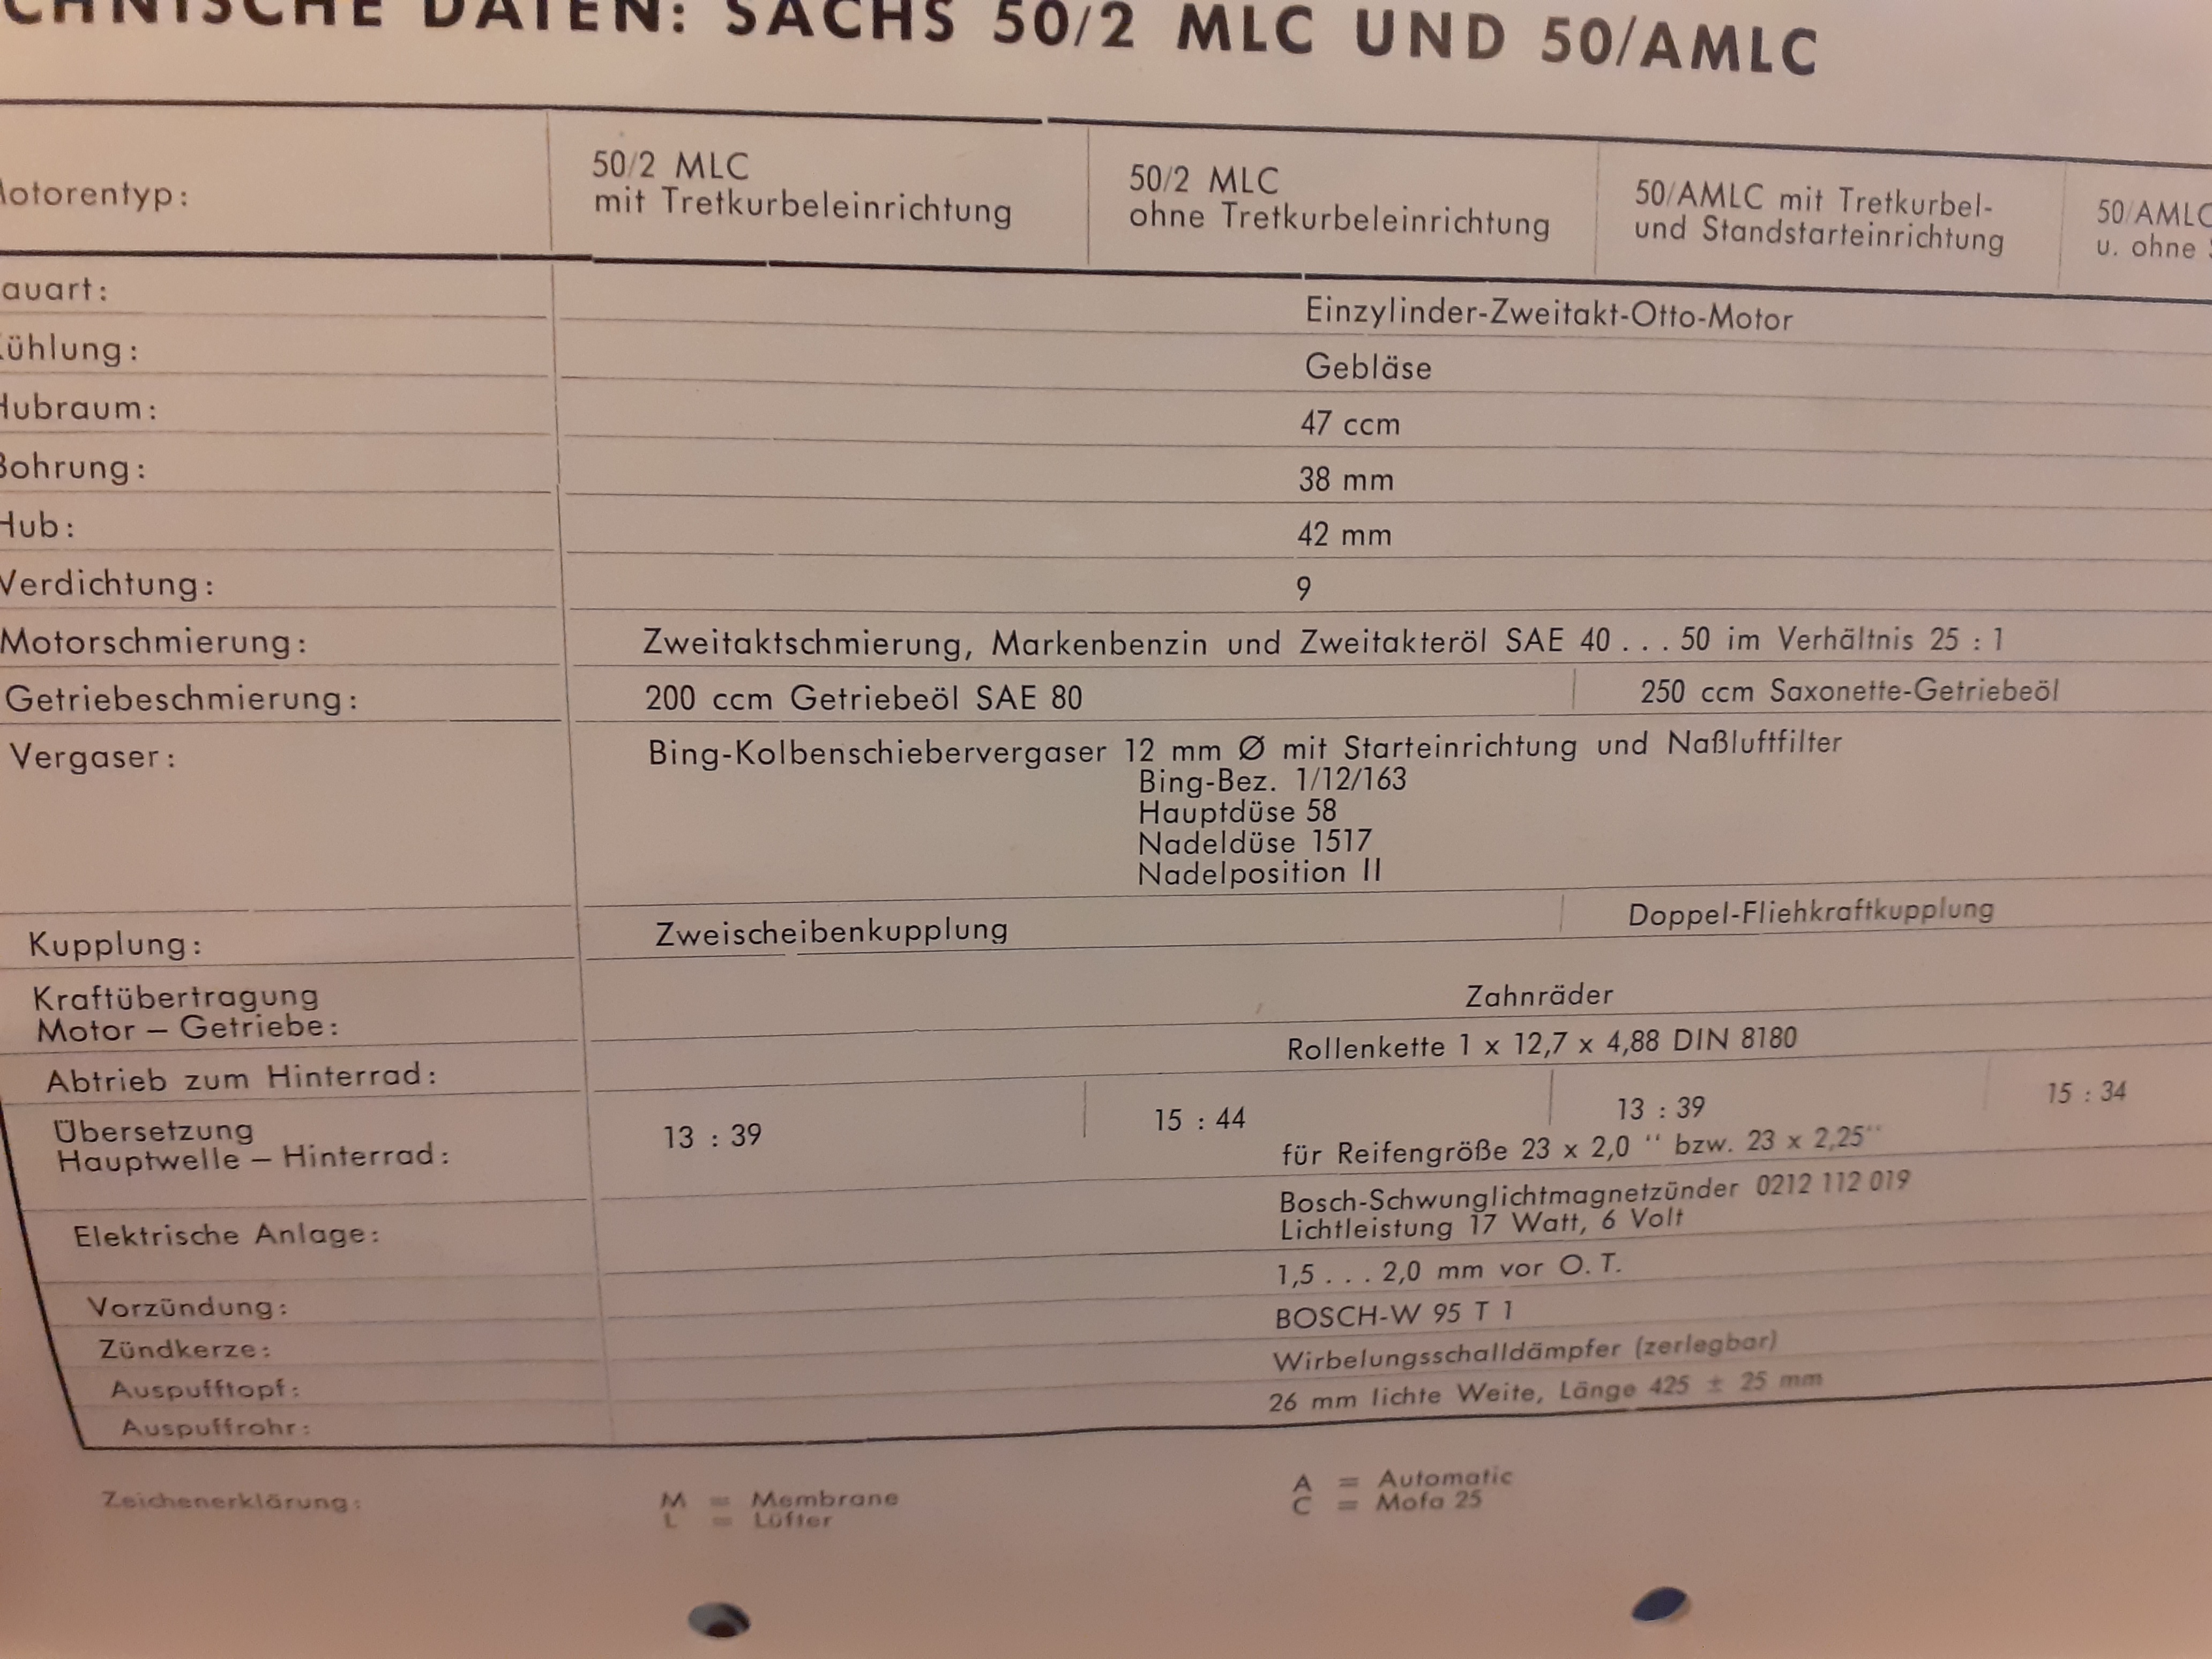 CHNISCHE DATEN: SACHS 50/2 MLC UND 50/AMLC
otorentyp:
50/2 MLC
mit Tretkurbeleinrichtung
50/2 MLC
ohne Tretkurbeleinrichtung
50/AMLC mit Tretkurbel-
und Standstarteinrichtung
50/AMLC
u. ohne
auart:
Einzylinder-Zweitakt-Otto-Motor
ühlung:
Gebläse
Hubraum:
47 ccm
Bohrung:
38 mm
Hub:
42 mm
Verdichtung:
9
Motorschmierung:
Zweitaktschmierung, Markenbenzin und Zweitakteröl SAE 40 . . . 50 im Verhältnis 25 : 1
Getriebeschmierung:
200 ccm Getriebeöl SAE 80
250 ccm Saxonette-Getriebeöl
Vergaser:
Bing-Kolbenschiebervergaser 12 mm Ø mit Starteinrichtung und Naßluftfilter
Bing-Bez. 1/12/163
Hauptdüse 58
Nadeldüse 1517
Nadelposition II
Kupplung:
Zweischeibenkupplung
Doppel-Fliehkraftkupplung
Kraftübertragung
Motor – Getriebe:
Zahnräder
Abtrieb zum Hinterrad:
Rollenkette 1 x 12,7 x 4,88 DIN 8180
Übersetzung
Hauptwelle – Hinterrad:
13 : 39
15 : 44
13 : 39
15 : 34
für Reifengröße 23 x 2,0 '' bzw. 23 x 2,25''
Elektrische Anlage:
Bosch-Schwunglichtmagnetzünder 0212 112 019
Lichtleistung 17 Watt, 6 Volt
Vorzündung:
1,5 . . . 2,0 mm vor O. T.
Zündkerze:
BOSCH-W 95 T 1
Auspufftopf:
Wirbelungsschalldämpfer (zerlegbar)
Auspuffrohr:
26 mm lichte Weite, Länge 425 ± 25 mm
Zeichenerklärung:
M = Membrane
L = Lüfter
A = Automatic
C = Mofa 25